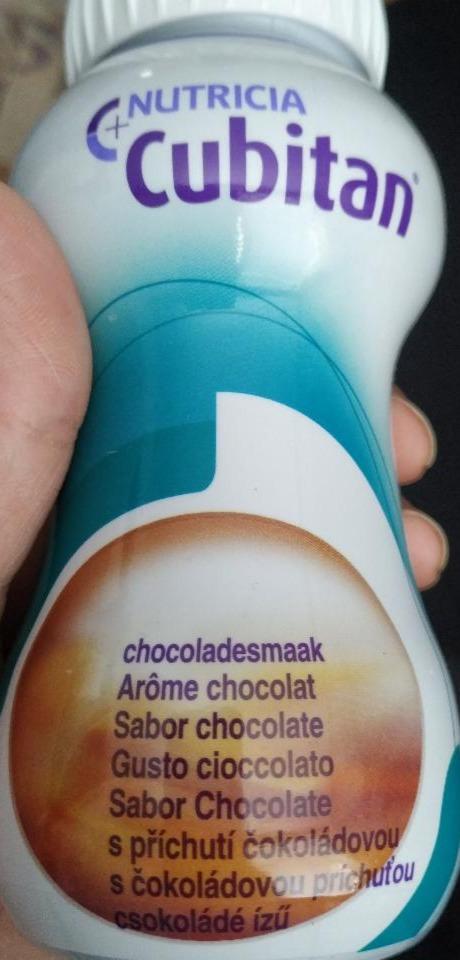 NUTRICIA
Cubitan
chocoladesmaak
Arôme chocolat
Sabor chocolate
Gusto cioccolato
Sabor Chocolate
s příchutí čokoládovou
s čokoládovou príchuťou
csokoládé ízű